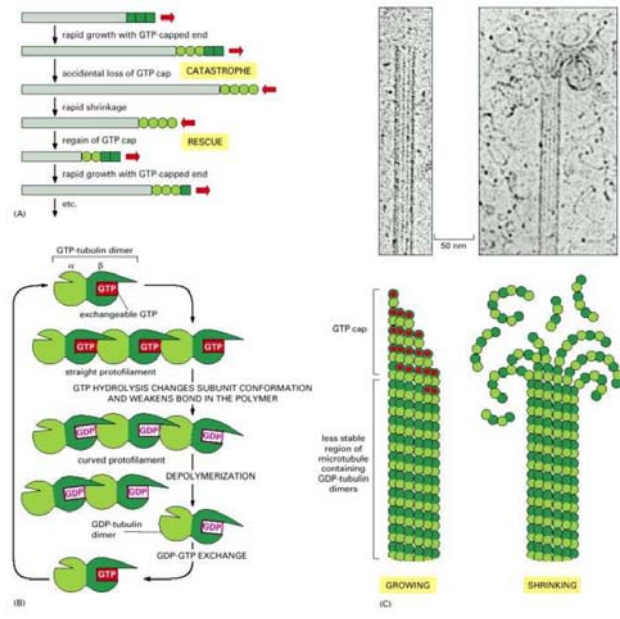 rapid growth with GTP-capped end
accidental loss of GTP cap
CATASTROPHE
rapid shrinkage
regain of GTP cap
RESCUE
rapid growth with GTP-capped end
etc.
(A)
50 nm
GTP-tubulin dimer
α β
GTP
exchangeable GTP
GTP GTP GTP
straight protofilament
GTP HYDROLYSIS CHANGES SUBUNIT CONFORMATION
AND WEAKENS BOND IN THE POLYMER
GDP GDP GDP
curved protofilament
DEPOLYMERIZATION
GDP GDP
GDP-tubulin
dimer
GDP
GDP-GTP EXCHANGE
GTP
(B)
GTP cap
less stable
region of
microtubule
containing
GDP-tubulin
dimers
GROWING
SHRINKING
(C)